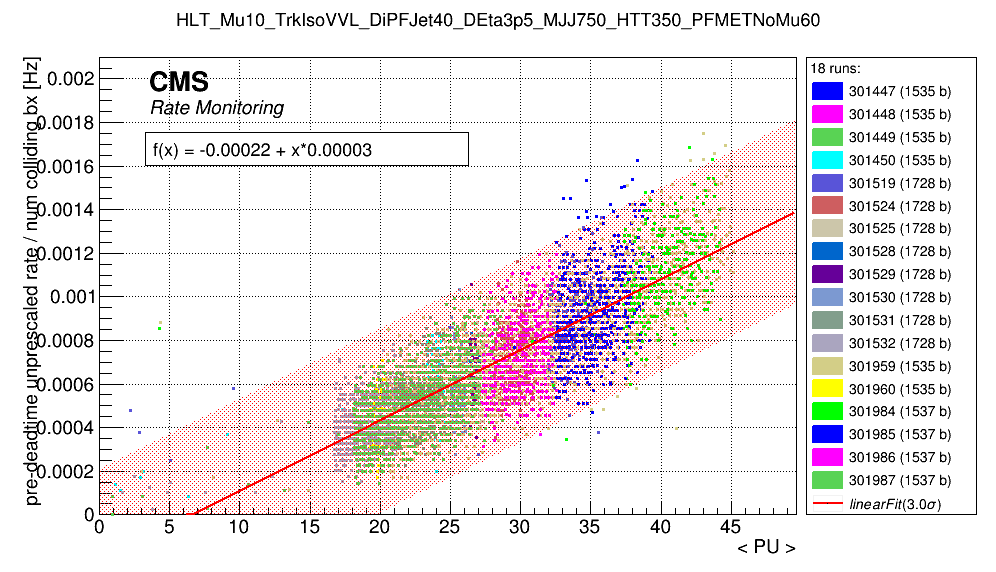 HLT_Mu10_TrkIsoVVL_DiPFJet40_DEta3p5_MJJ750_HTT350_PFMETNoMu60
pre-deadtime unprescaled rate / num colliding bx [Hz]
0.002
0.0018
0.0016
0.0014
0.0012
0.001
0.0008
0.0006
0.0004
0.0002
0
CMS
Rate Monitoring
f(x) = -0.00022 + x*0.00003
0 5 10 15 20 25 30 35 40 45
< PU >
18 runs:
301447 (1535 b)
301448 (1535 b)
301449 (1535 b)
301450 (1535 b)
301519 (1728 b)
301524 (1728 b)
301525 (1728 b)
301528 (1728 b)
301529 (1728 b)
301530 (1728 b)
301531 (1728 b)
301532 (1728 b)
301959 (1535 b)
301960 (1535 b)
301984 (1537 b)
301985 (1537 b)
301986 (1537 b)
301987 (1537 b)
linearFit(3.0σ)